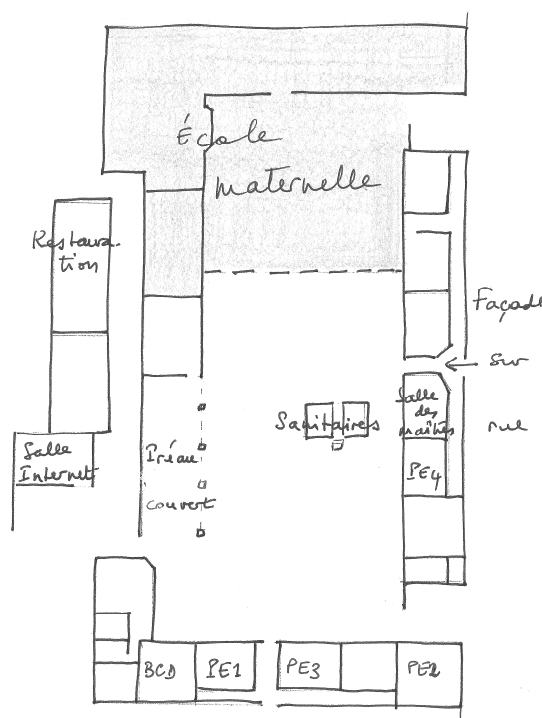 École
maternelle
Restaura-
tion
Façade
sur
rue
Salle
des
maîtres
Sanitaires
Salle
Internet
Préau
couvert
PE4
BCD
PE1
PE3
PE2